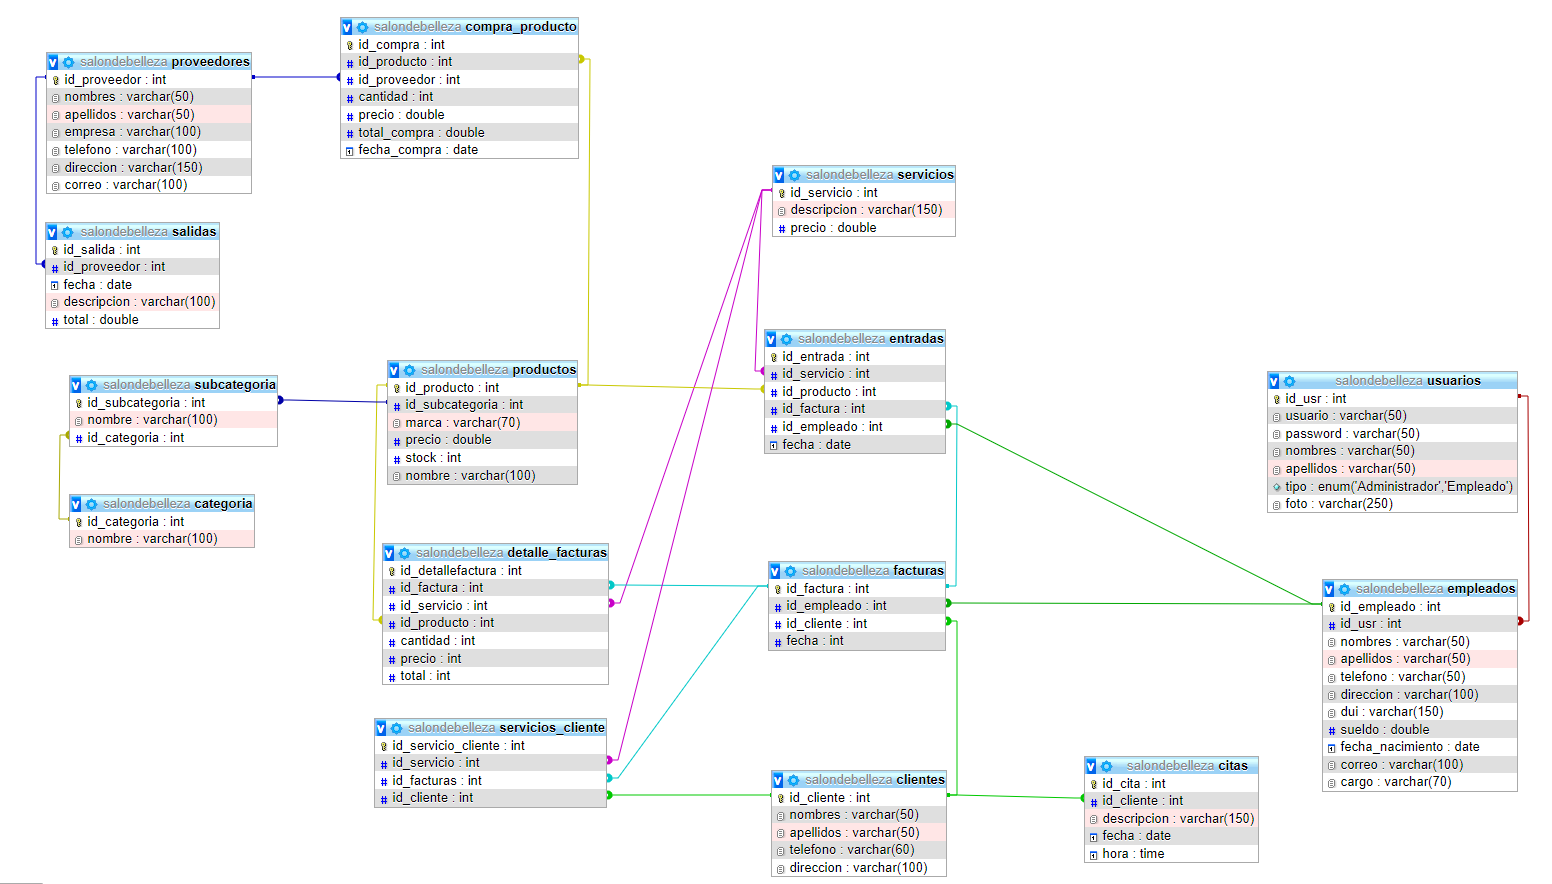 salondebelleza compra_producto
id_compra : int
id_producto : int
id_proveedor : int
cantidad : int
precio : double
total_compra : double
fecha_compra : date
salondebelleza proveedores
id_proveedor : int
nombres : varchar(50)
apellidos : varchar(50)
empresa : varchar(100)
telefono : varchar(100)
direccion : varchar(150)
correo : varchar(100)
salondebelleza servicios
id_servicio : int
descripcion : varchar(150)
precio : double
salondebelleza salidas
id_salida : int
id_proveedor : int
fecha : date
descripcion : varchar(100)
total : double
salondebelleza entradas
id_entrada : int
id_servicio : int
id_producto : int
id_factura : int
id_empleado : int
fecha : date
salondebelleza productos
id_producto : int
id_subcategoria : int
marca : varchar(70)
precio : double
stock : int
nombre : varchar(100)
salondebelleza subcategoria
id_subcategoria : int
nombre : varchar(100)
id_categoria : int
salondebelleza usuarios
id_usr : int
usuario : varchar(50)
password : varchar(50)
nombres : varchar(50)
apellidos : varchar(50)
tipo : enum('Administrador','Empleado')
foto : varchar(250)
salondebelleza categoria
id_categoria : int
nombre : varchar(100)
salondebelleza detalle_facturas
id_detallefactura : int
id_factura : int
id_servicio : int
id_producto : int
cantidad : int
precio : int
total : int
salondebelleza facturas
id_factura : int
id_empleado : int
id_cliente : int
fecha : int
salondebelleza empleados
id_empleado : int
id_usr : int
nombres : varchar(50)
apellidos : varchar(50)
telefono : varchar(50)
direccion : varchar(100)
dui : varchar(150)
sueldo : double
fecha_nacimiento : date
correo : varchar(100)
cargo : varchar(70)
salondebelleza servicios_cliente
id_servicio_cliente : int
id_servicio : int
id_facturas : int
id_cliente : int
salondebelleza clientes
id_cliente : int
nombres : varchar(50)
apellidos : varchar(50)
telefono : varchar(60)
direccion : varchar(100)
salondebelleza citas
id_cita : int
id_cliente : int
descripcion : varchar(150)
fecha : date
hora : time